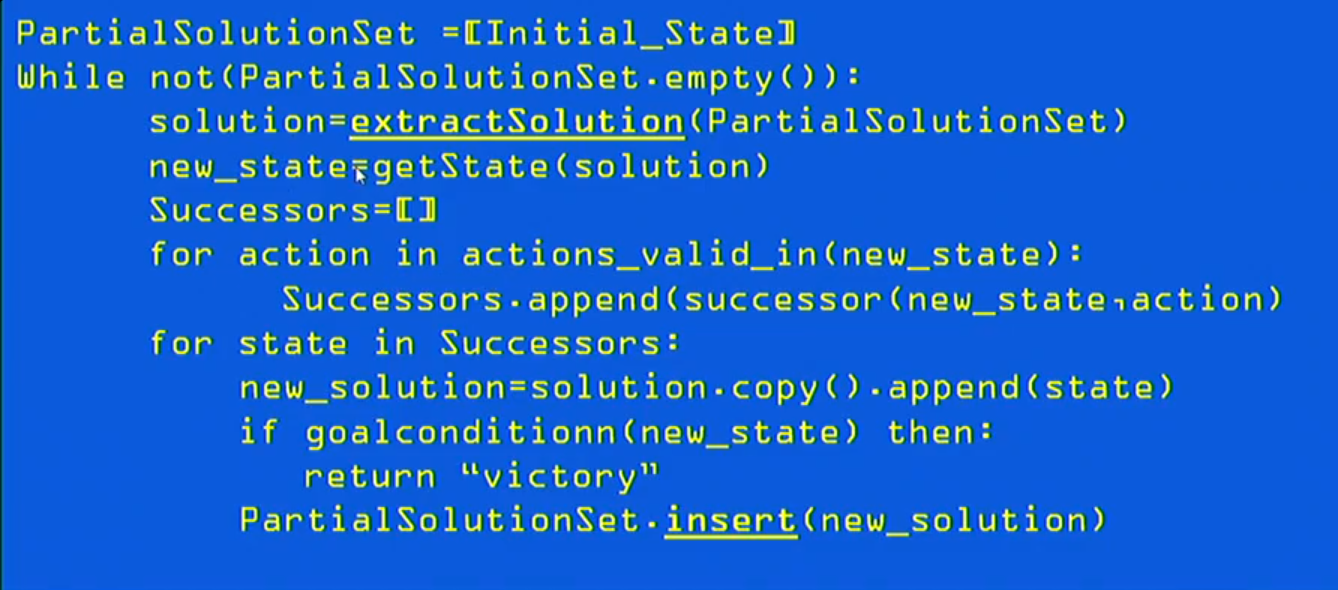 PartialSolutionSet =[Initial_State]
While not(PartialSolutionSet.empty()):
solution=extractSolution(PartialSolutionSet)
new_state=getState(solution)
Successors=[]
for action in actions_valid_in(new_state):
Successors.append(successor(new_state,action)
for state in Successors:
new_solution=solution.copy().append(state)
if goalconditionn(new_state) then:
return “victory”
PartialSolutionSet.insert(new_solution)